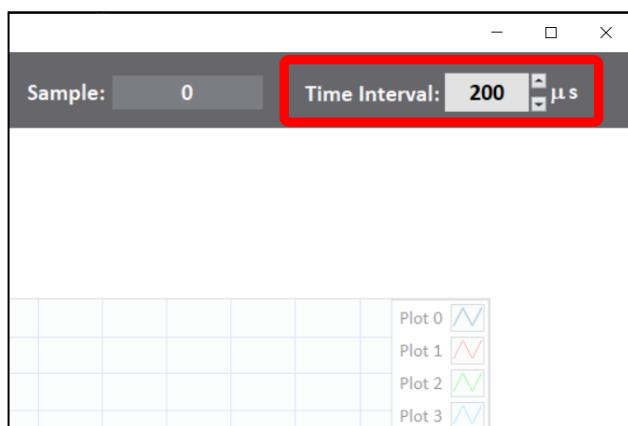 Sample: 0 Time Interval: 200 μs
Plot 0
Plot 1
Plot 2
Plot 3